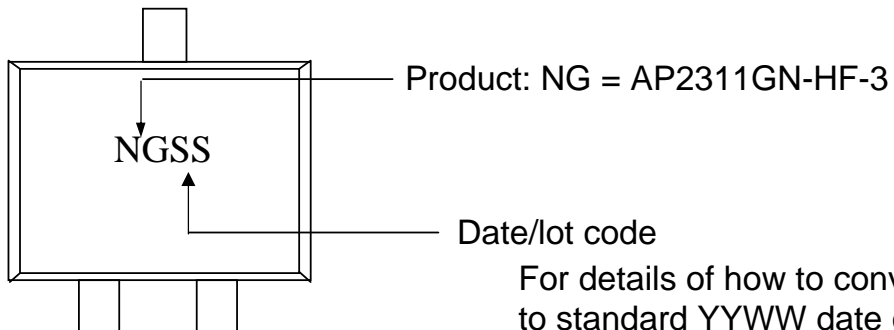 Product: NG = AP2311GN-HF-3
NGSS
Date/lot code
For details of how to
to standard YYWW date